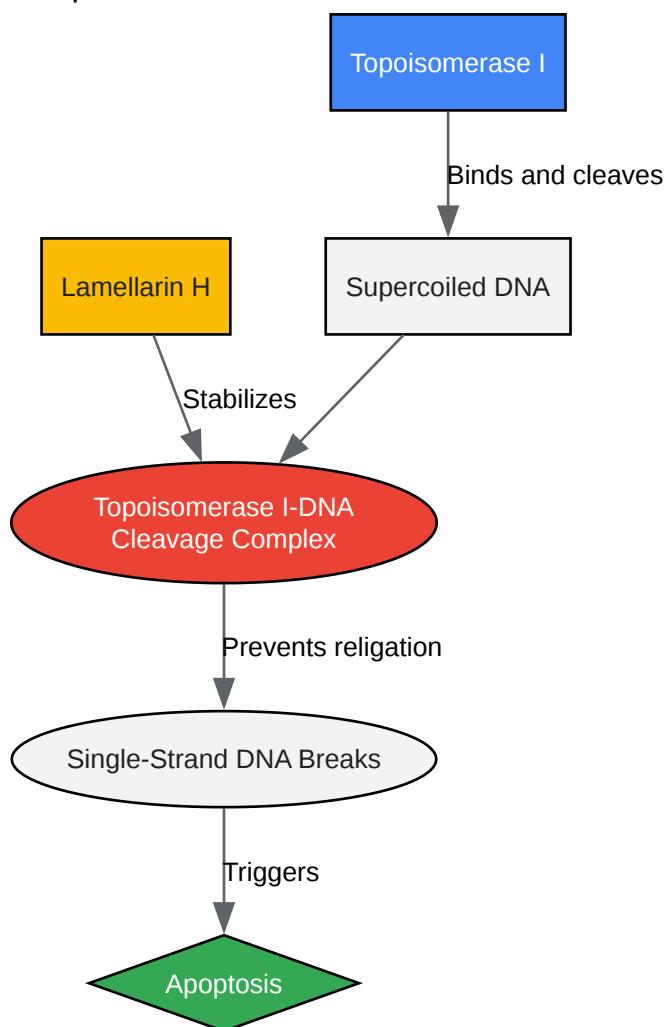 Topoisomerase I
Binds and cleaves
Lamellarin H
Supercoiled DNA
Stabilizes
Topoisomerase I-DNA
Cleavage Complex
Prevents religation
Single-Strand DNA Breaks
Triggers
Apoptosis